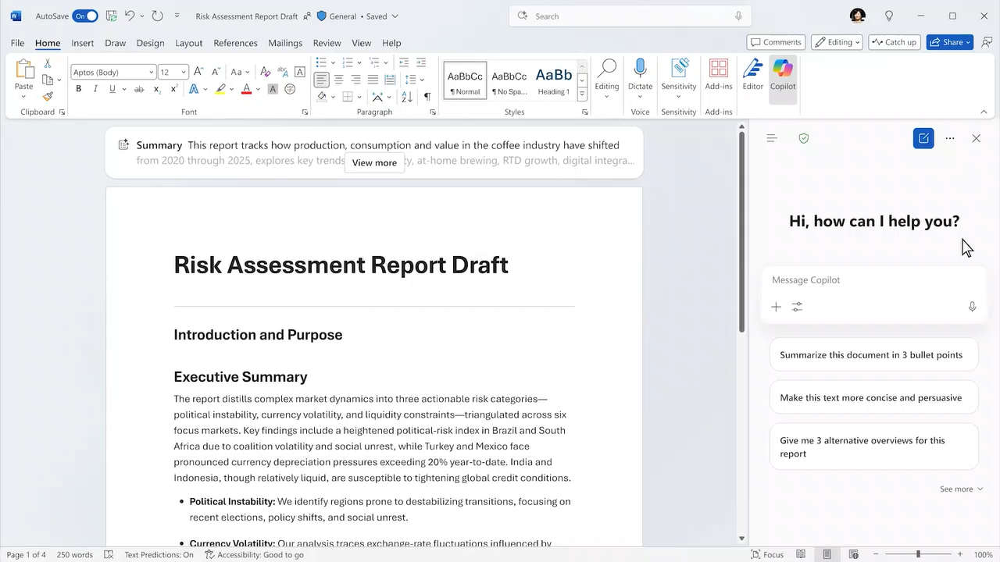 AutoSave On Risk Assessment Report Draft General • Saved Search
File Home Insert Draw Design Layout References Mailings Review View Help Comments Editing Catch up Share
Paste
Clipboard
Aptos (Body) 12
Font
Paragraph
AaBbCc AaBbCc AaBb
¶ Normal ¶ No Spa... Heading 1
Styles
Editing
Dictate
Voice
Sensitivity
Sensitivity
Add-ins
Add-ins
Editor
Copilot
Summary This report tracks how production, consumption and value in the coffee industry have shifted
from 2020 through 2025, explores key trends ty, at-home brewing, RTD growth, digital integra...
View more
Risk Assessment Report Draft
Introduction and Purpose
Executive Summary
The report distills complex market dynamics into three actionable risk categories—
political instability, currency volatility, and liquidity constraints—triangulated across six
focus markets. Key findings include a heightened political-risk index in Brazil and South
Africa due to coalition volatility and social unrest, while Turkey and Mexico face
pronounced currency depreciation pressures exceeding 20% year-to-date. India and
Indonesia, though relatively liquid, are susceptible to tightening global credit conditions.
• Political Instability: We identify regions prone to destabilizing transitions, focusing on
recent elections, policy shifts, and social unrest.
• Currency Volatility: Our analysis traces exchange-rate fluctuations influenced by
Hi, how can I help you?
Message Copilot
Summarize this document in 3 bullet points
Make this text more concise and persuasive
Give me 3 alternative overviews for this
report
See more
Page 1 of 4 250 words Text Predictions: On Accessibility: Good to go Focus 100%